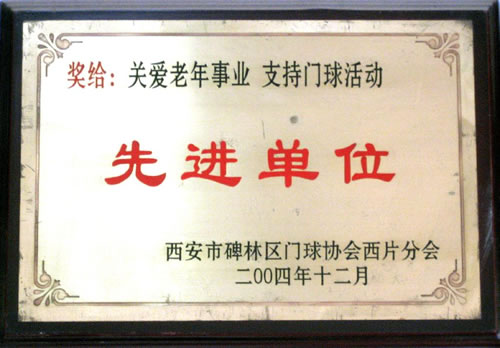 奖给：关爱老年事业 支持门球活动
先进单位
西安市碑林区门球协会西片分会
二00四年十二月